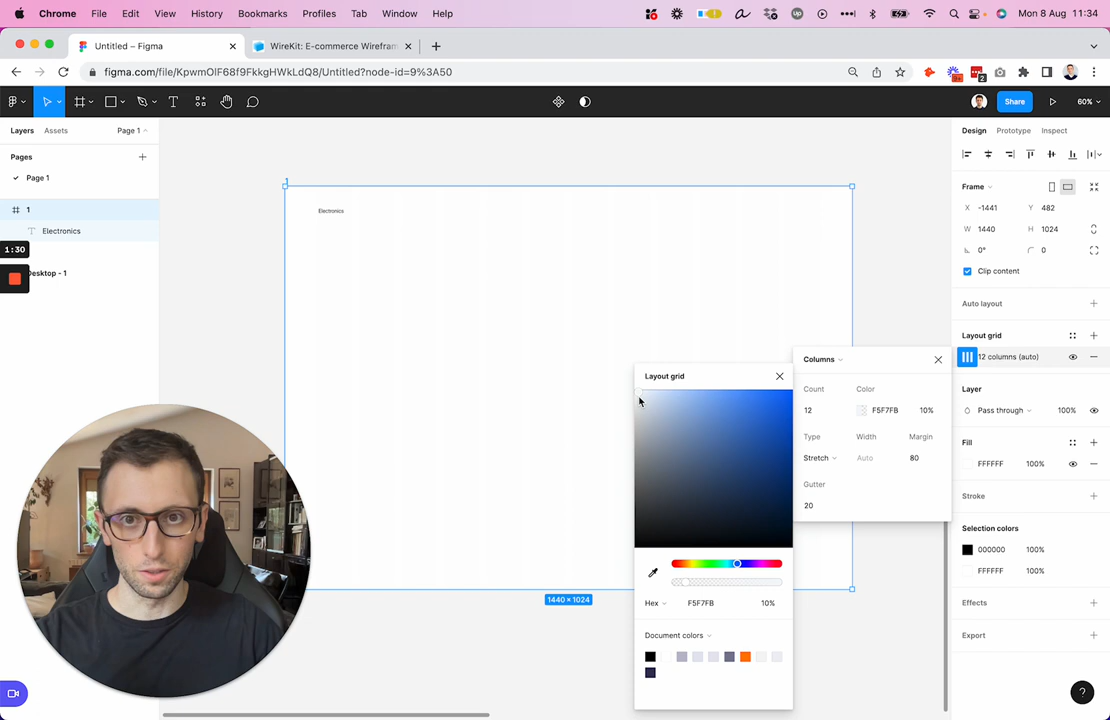 Chrome File Edit View History Bookmarks Profiles Tab Window Help Mon 8 Aug 11:34
Untitled – Figma WireKit: E-commerce Wirefram
figma.com/file/KpwmOlF68f9FkkgHWkLdQ8/Untitled?node-id=9%3A50
Share 60%
Layers Assets Page 1
Pages
Page 1
1
Electronics
1:30
Desktop - 1
1
Electronics
1440 × 1024
Layout grid
Hex F5F7FB 10%
Document colors
Columns
Count Color
12 F5F7FB 10%
Type Width Margin
Stretch Auto 80
Gutter
20
Design Prototype Inspect
Frame
X -1441 Y 482
W 1440 H 1024
0° 0
Clip content
Auto layout
Layout grid
12 columns (auto)
Layer
Pass through 100%
Fill
FFFFFF 100%
Stroke
Selection colors
000000 100%
FFFFFF 100%
Effects
Export
?